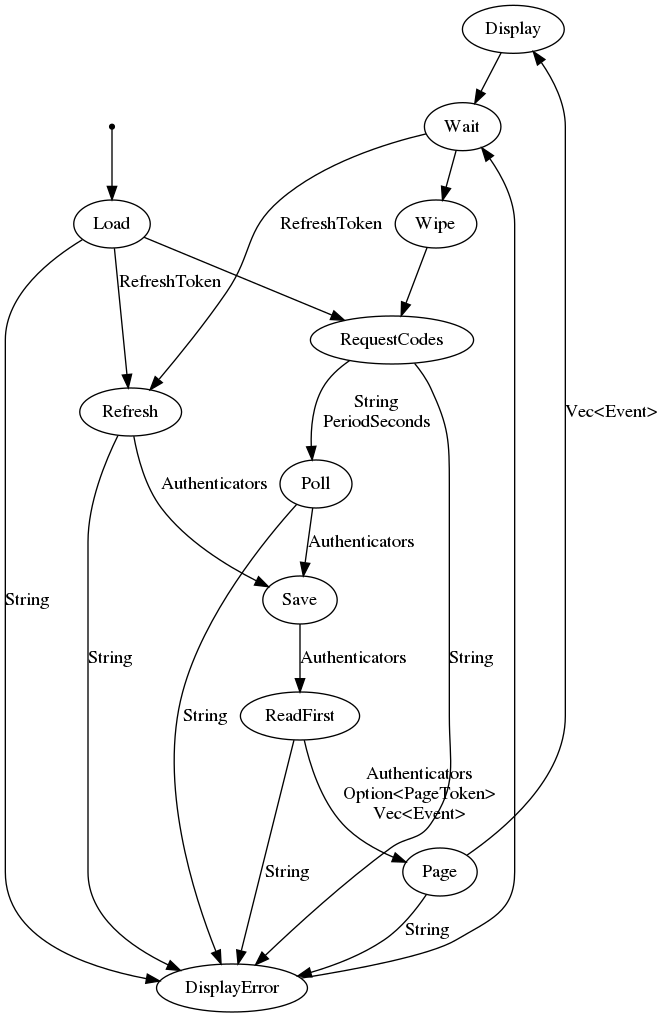 Display
Wait
Load
RefreshToken
Wipe
RefreshToken
RequestCodes
String
PeriodSeconds
Refresh
Vec<Event>
Authenticators
Poll
Authenticators
String
Save
String
Authenticators
String
String
ReadFirst
Authenticators
Option<PageToken>
Vec<Event>
String
Page
String
DisplayError